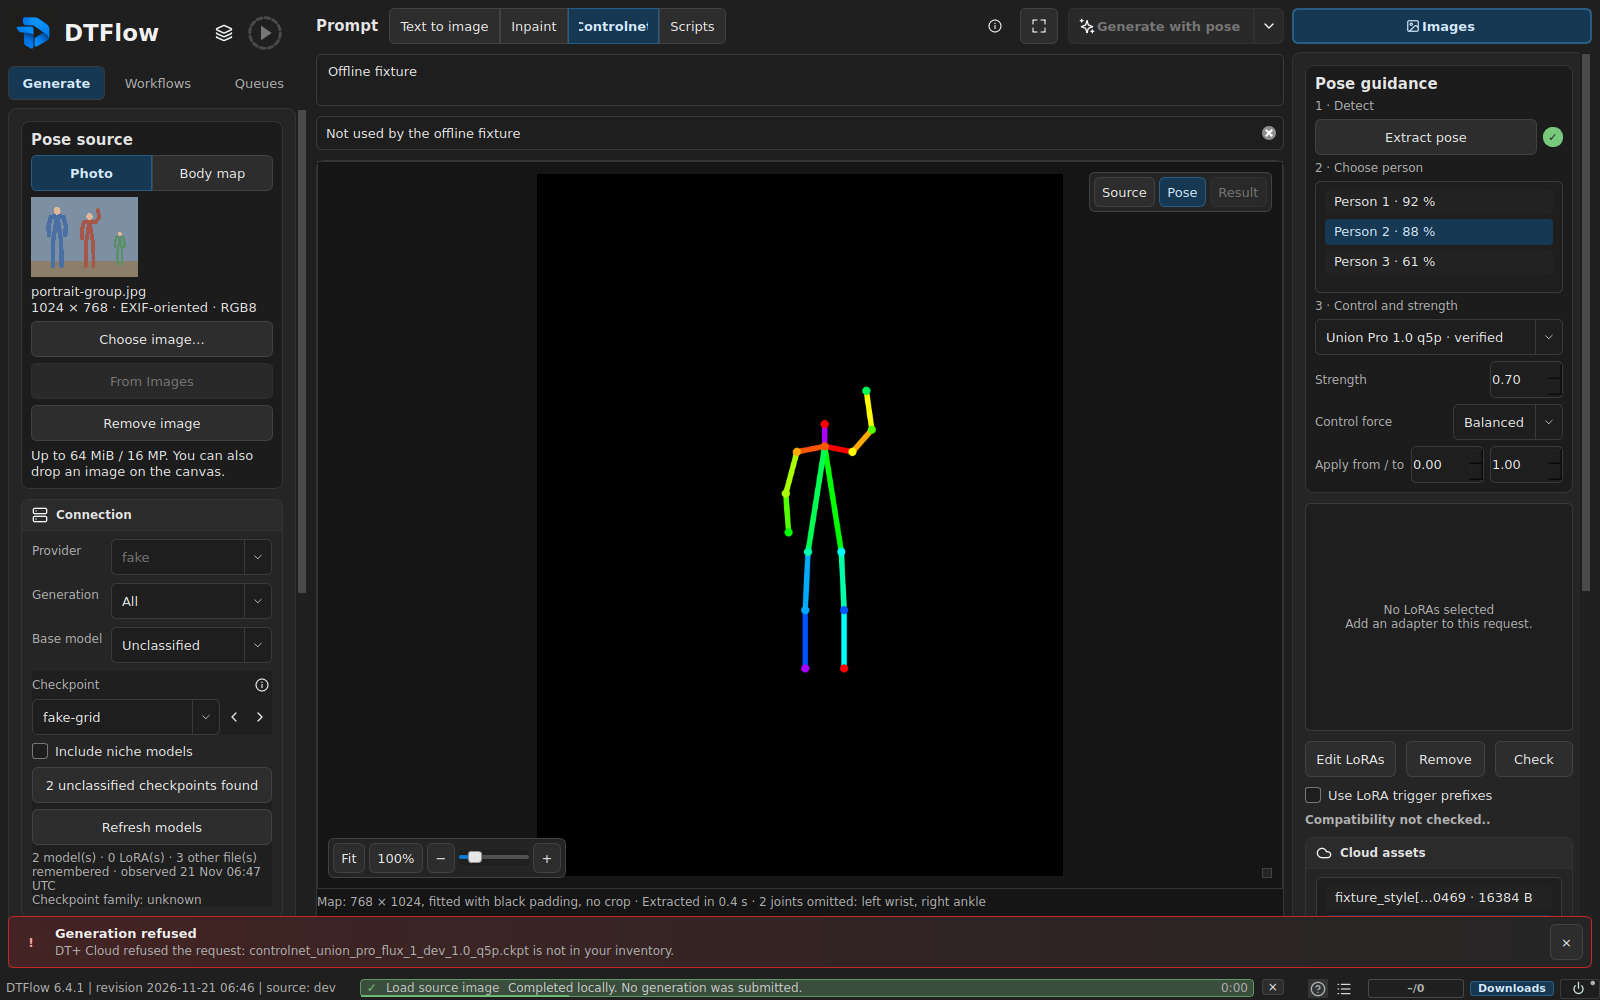 DTFlow
Generate
Workflows
Queues
Pose source
Photo
Body map
portrait-group.jpg
1024 × 768 · EXIF-oriented · RGB8
Choose image...
From Images
Remove image
Up to 64 MiB / 16 MP. You can also
drop an image on the canvas.
Connection
Provider
fake
Generation
All
Base model
Unclassified
Checkpoint
fake-grid
Include niche models
2 unclassified checkpoints found
Refresh models
2 model(s) · 0 LoRA(s) · 3 other file(s)
remembered · observed 21 Nov 06:47
UTC
Checkpoint family: unknown
Prompt
Text to image
Inpaint
Controlnet
Scripts
Generate with pose
Offline fixture
Not used by the offline fixture
Source
Pose
Result
Fit
100%
−
+
Map: 768 × 1024, fitted with black padding, no crop · Extracted in 0.4 s · 2 joints omitted: left wrist, right ankle
Images
Pose guidance
1 · Detect
Extract pose
2 · Choose person
Person 1 · 92 %
Person 2 · 88 %
Person 3 · 61 %
3 · Control and strength
Union Pro 1.0 q5p · verified
Strength
0.70
Control force
Balanced
Apply from / to
0.00
1.00
No LoRAs selected
Add an adapter to this request.
Edit LoRAs
Remove
Check
Use LoRA trigger prefixes
Compatibility not checked..
Cloud assets
fixture_style[...0469 · 16384 B
!
Generation refused
DT+ Cloud refused the request: controlnet_union_pro_flux_1_dev_1.0_q5p.ckpt is not in your inventory.
DTFlow 6.4.1 | revision 2026-11-21 06:46 | source: dev
✓ Load source image Completed locally. No generation was submitted.
0:00
–/0
Downloads